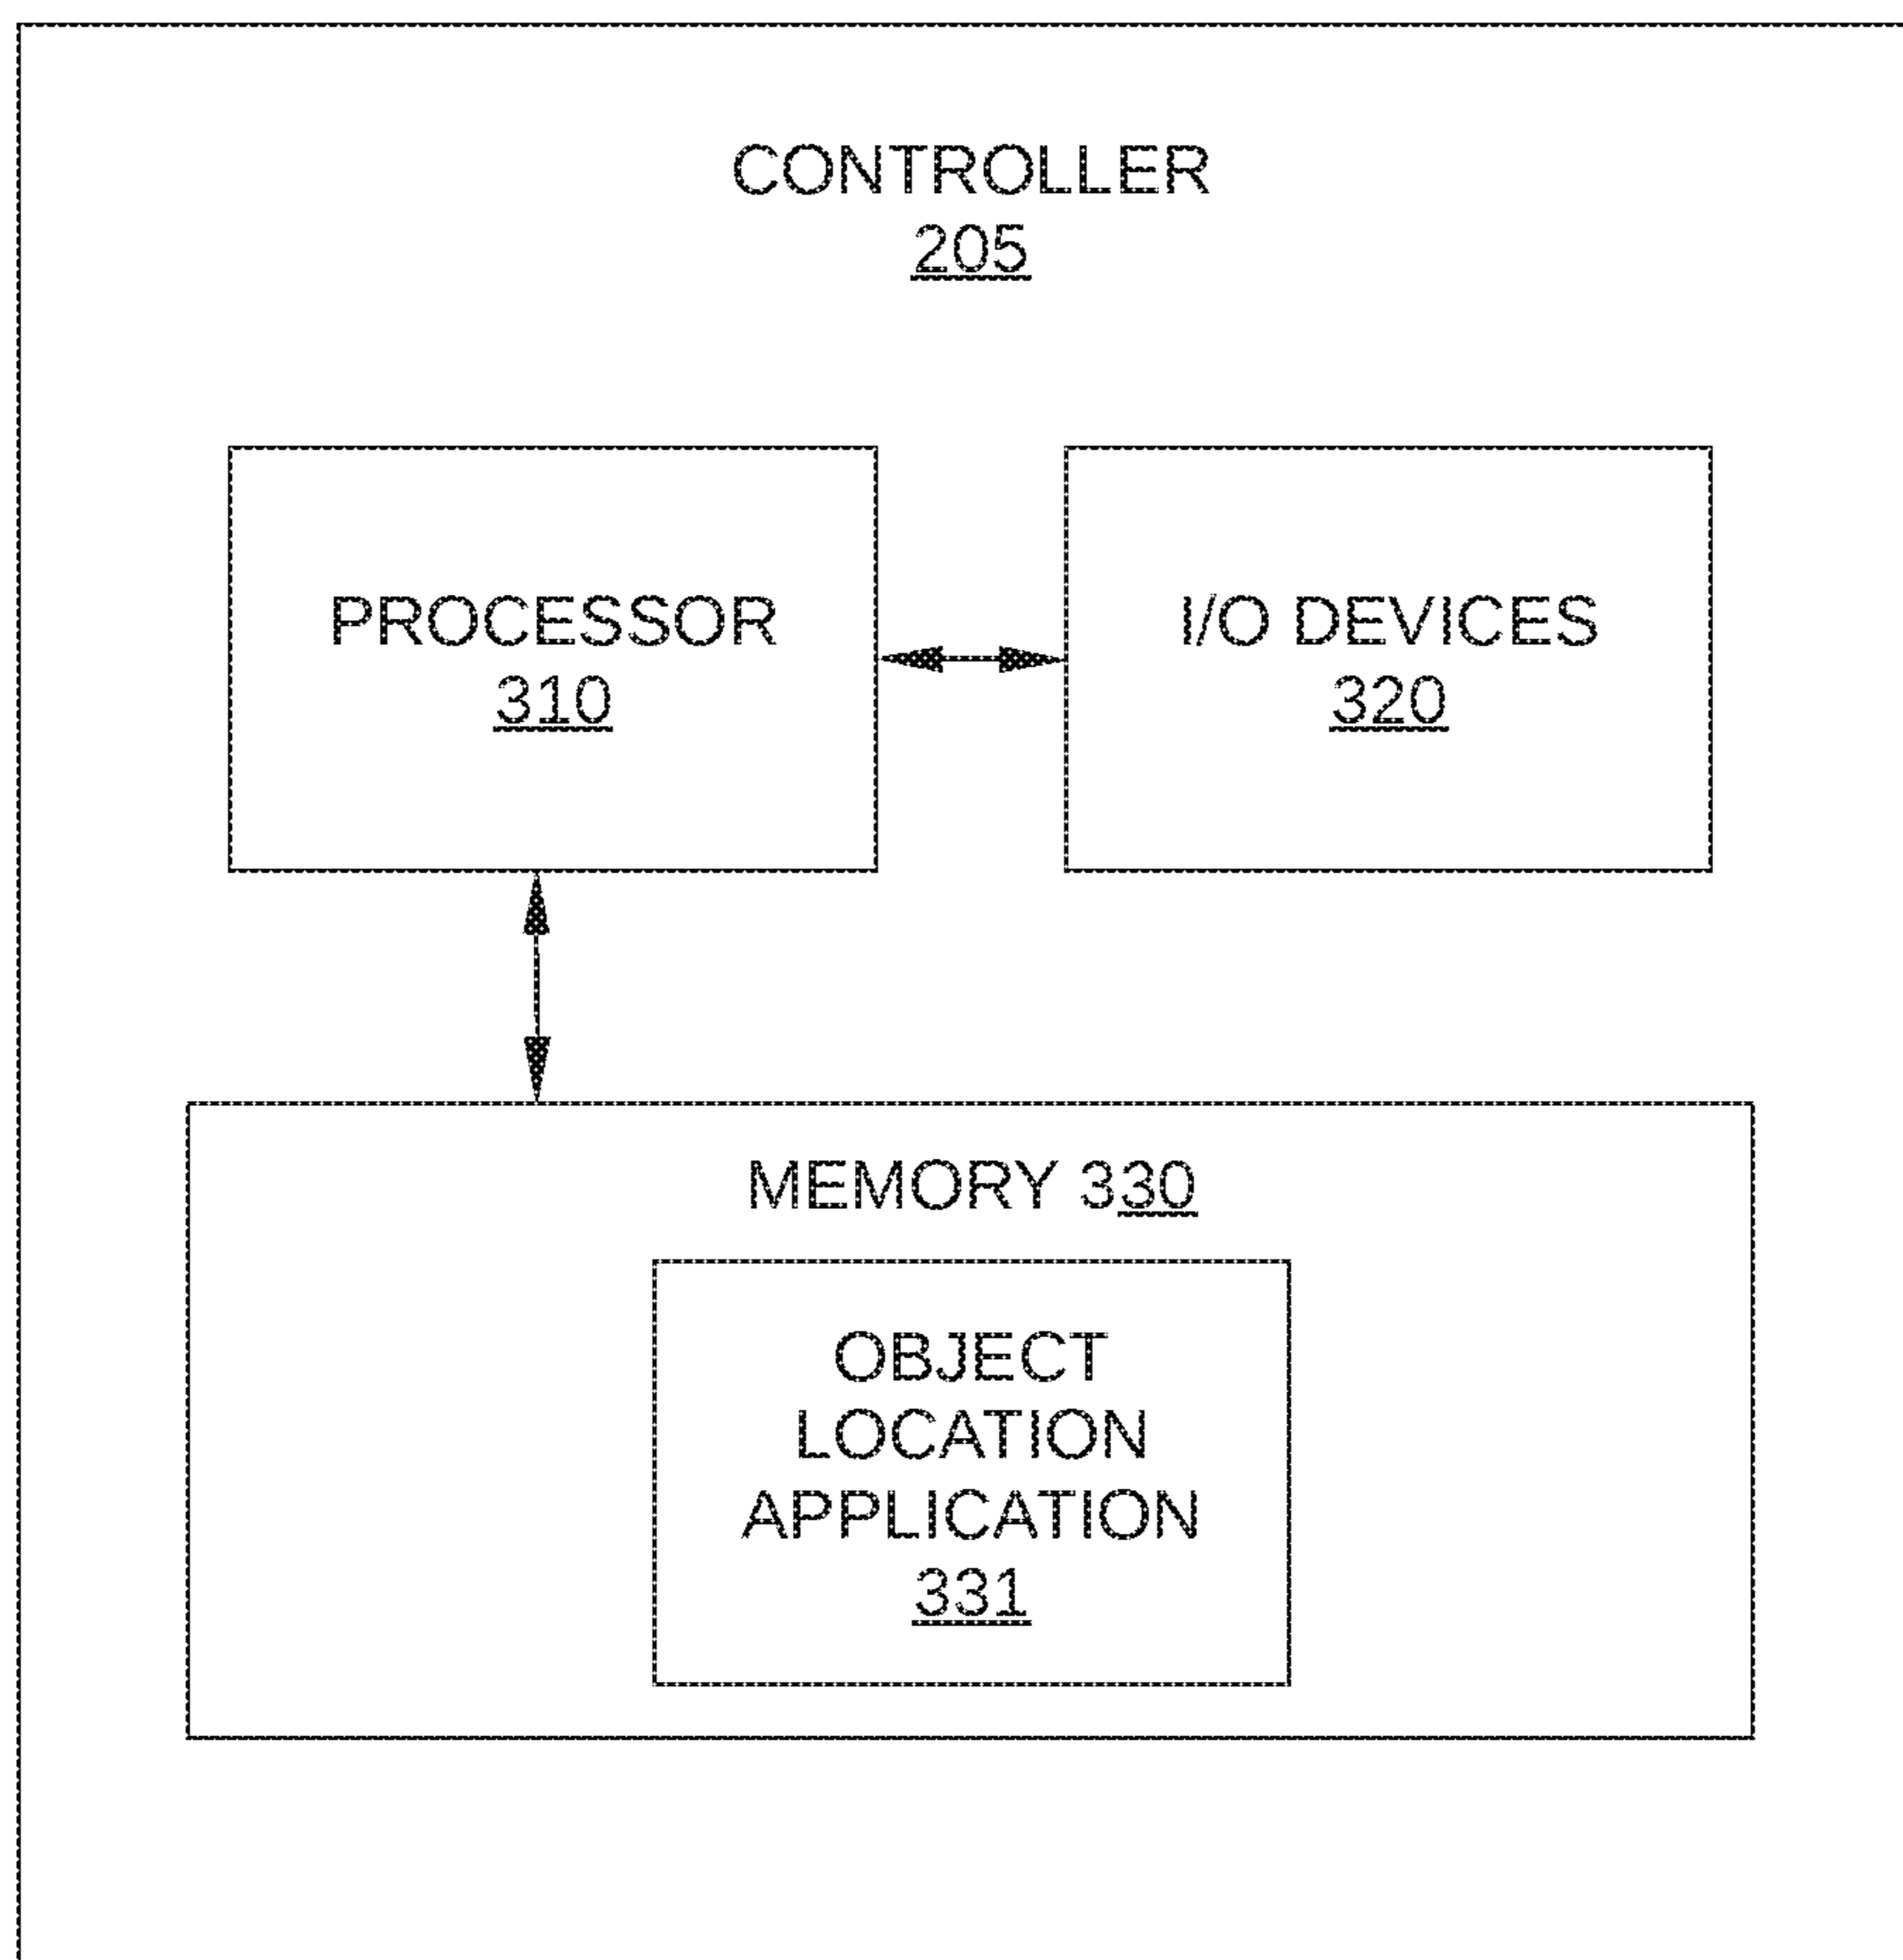 CONTROLLER
205
PROCESSOR
310
I/O DEVICES
320
MEMORY 330
OBJECT
LOCATION
APPLICATION
331